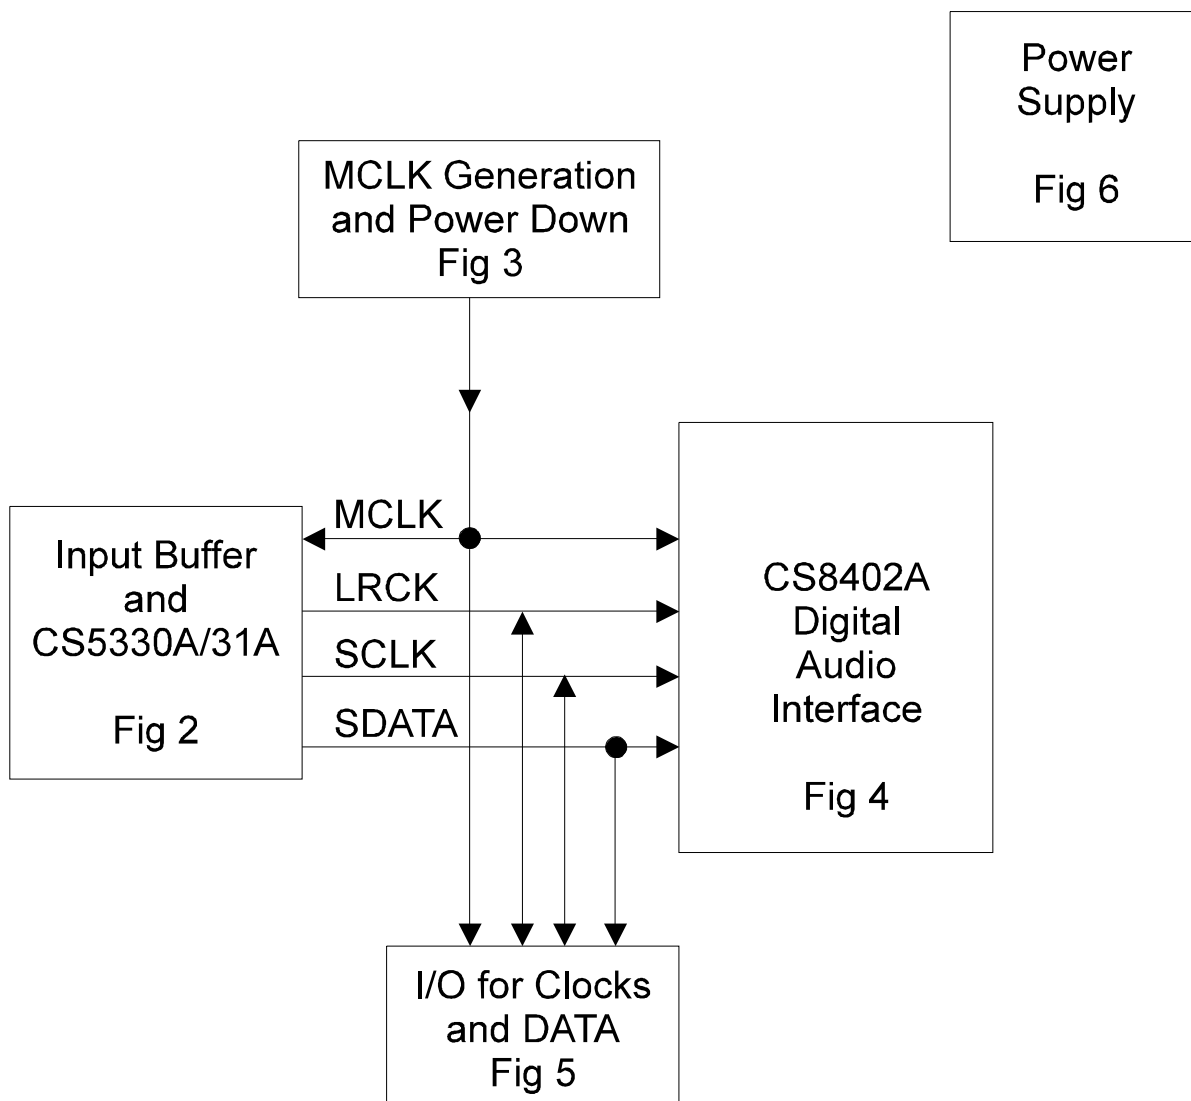 Power
Supply
Fig 6
MCLK Generation
and Power Down
Fig 3
MCLK
LRCK
SCLK
SDATA
Input Buffer
and
CS5330A/31A
Fig 2
CS8402A
Digital
Audio
Interface
Fig 4
I/O for Clocks
and DATA
Fig 5